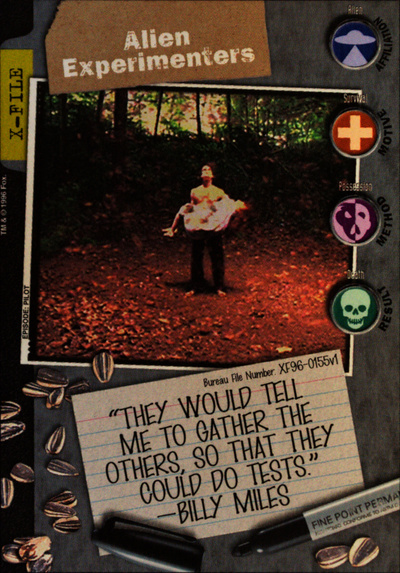 Alien
Experimenters
X-FILE
TM & © 1996 Fox.
EPISODE: PILOT
Alien
AFFILIATION
Survival
MOTIVE
Possession
METHOD
Death
RESULT
Bureau File Number: XF96-0155v1
"THEY WOULD TELL
ME TO GATHER THE
OTHERS, SO THAT THEY
COULD DO TESTS."
—BILLY MILES
FINE POINT PERMA